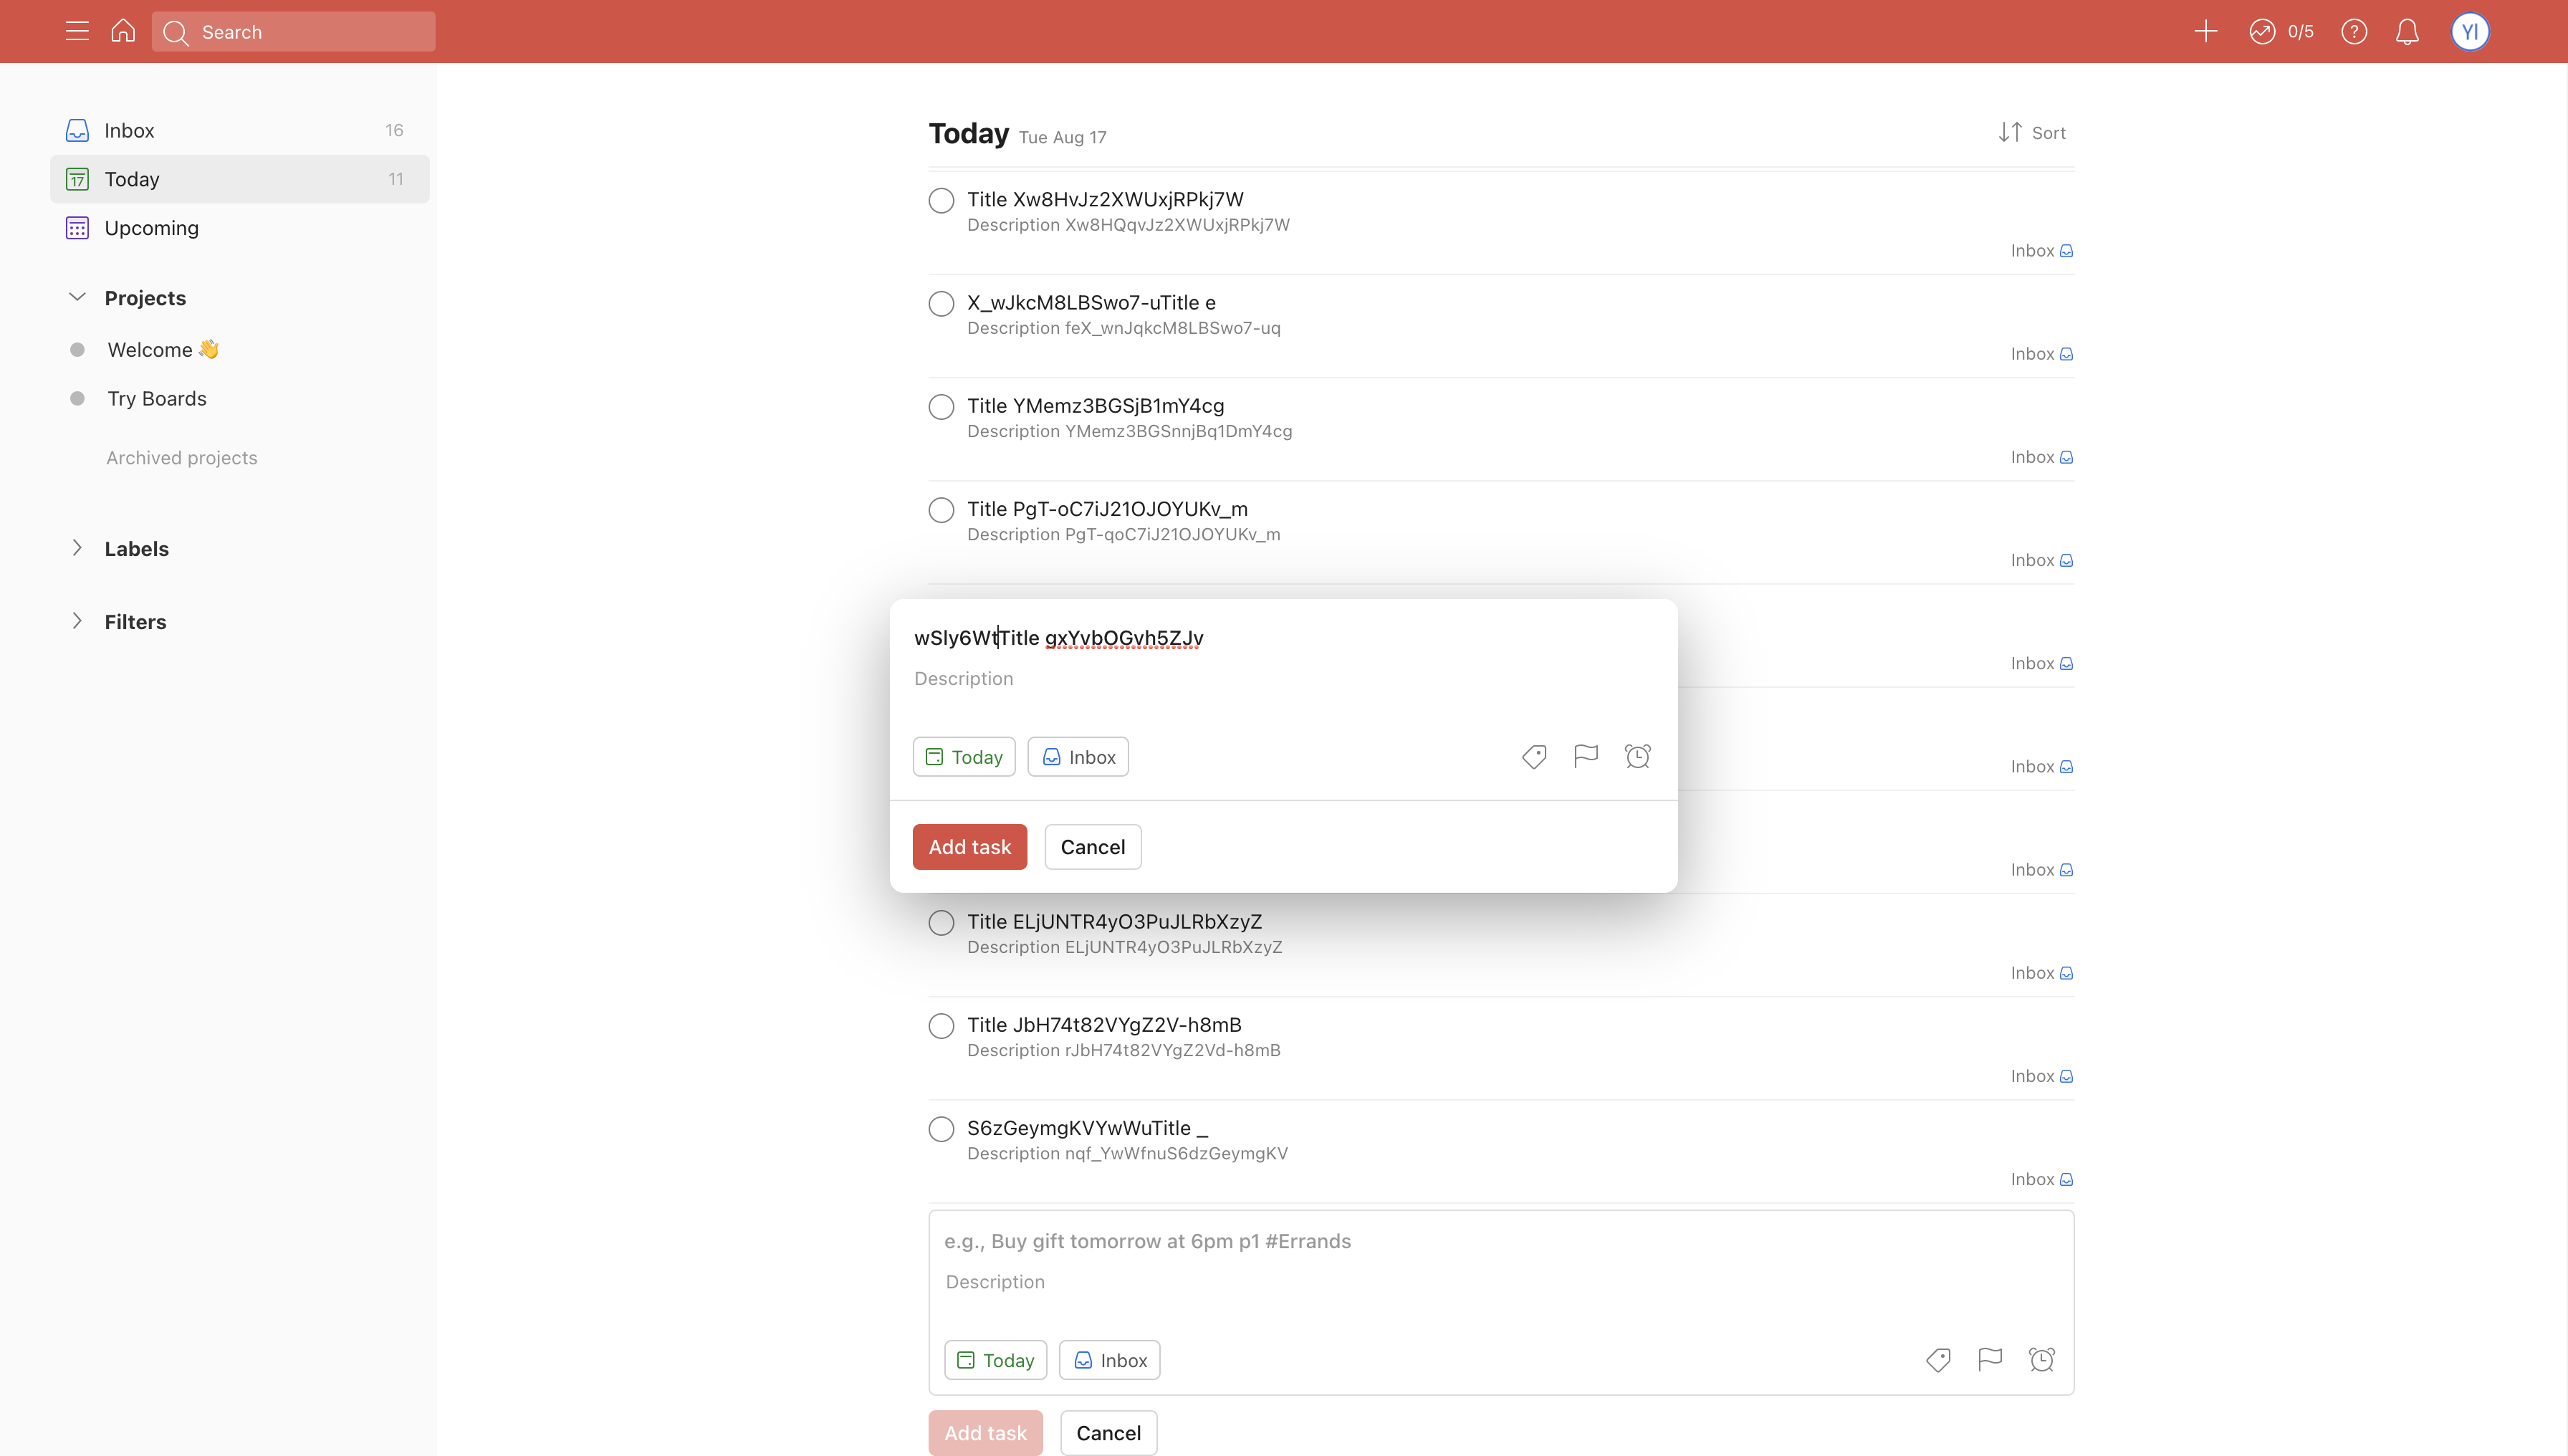 Search
0/5
Yl
Inbox 16
17 Today 11
Upcoming
Projects
Welcome 👋
Try Boards
Archived projects
Labels
Filters
Today Tue Aug 17
Sort
Title Xw8HvJz2XWUxjRPkj7W
Description Xw8HQqvJz2XWUxjRPkj7W
Inbox
X_wJkcM8LBSwo7-uTitle e
Description feX_wnJqkcM8LBSwo7-uq
Inbox
Title YMemz3BGSjB1mY4cg
Description YMemz3BGSnnjBq1DmY4cg
Inbox
Title PgT-oC7iJ21OJOYUKv_m
Description PgT-qoC7iJ21OJOYUKv_m
Inbox
Inbox
Inbox
Inbox
wSly6WtTitle gxYvbOGvh5ZJv
Description
Today Inbox
Add task Cancel
Title ELjUNTR4yO3PuJLRbXzyZ
Description ELjUNTR4yO3PuJLRbXzyZ
Inbox
Title JbH74t82VYgZ2V-h8mB
Description rJbH74t82VYgZ2Vd-h8mB
Inbox
S6zGeymgKVYwWuTitle _
Description nqf_YwWfnuS6dzGeymgKV
Inbox
e.g., Buy gift tomorrow at 6pm p1 #Errands
Description
Today Inbox
Add task Cancel